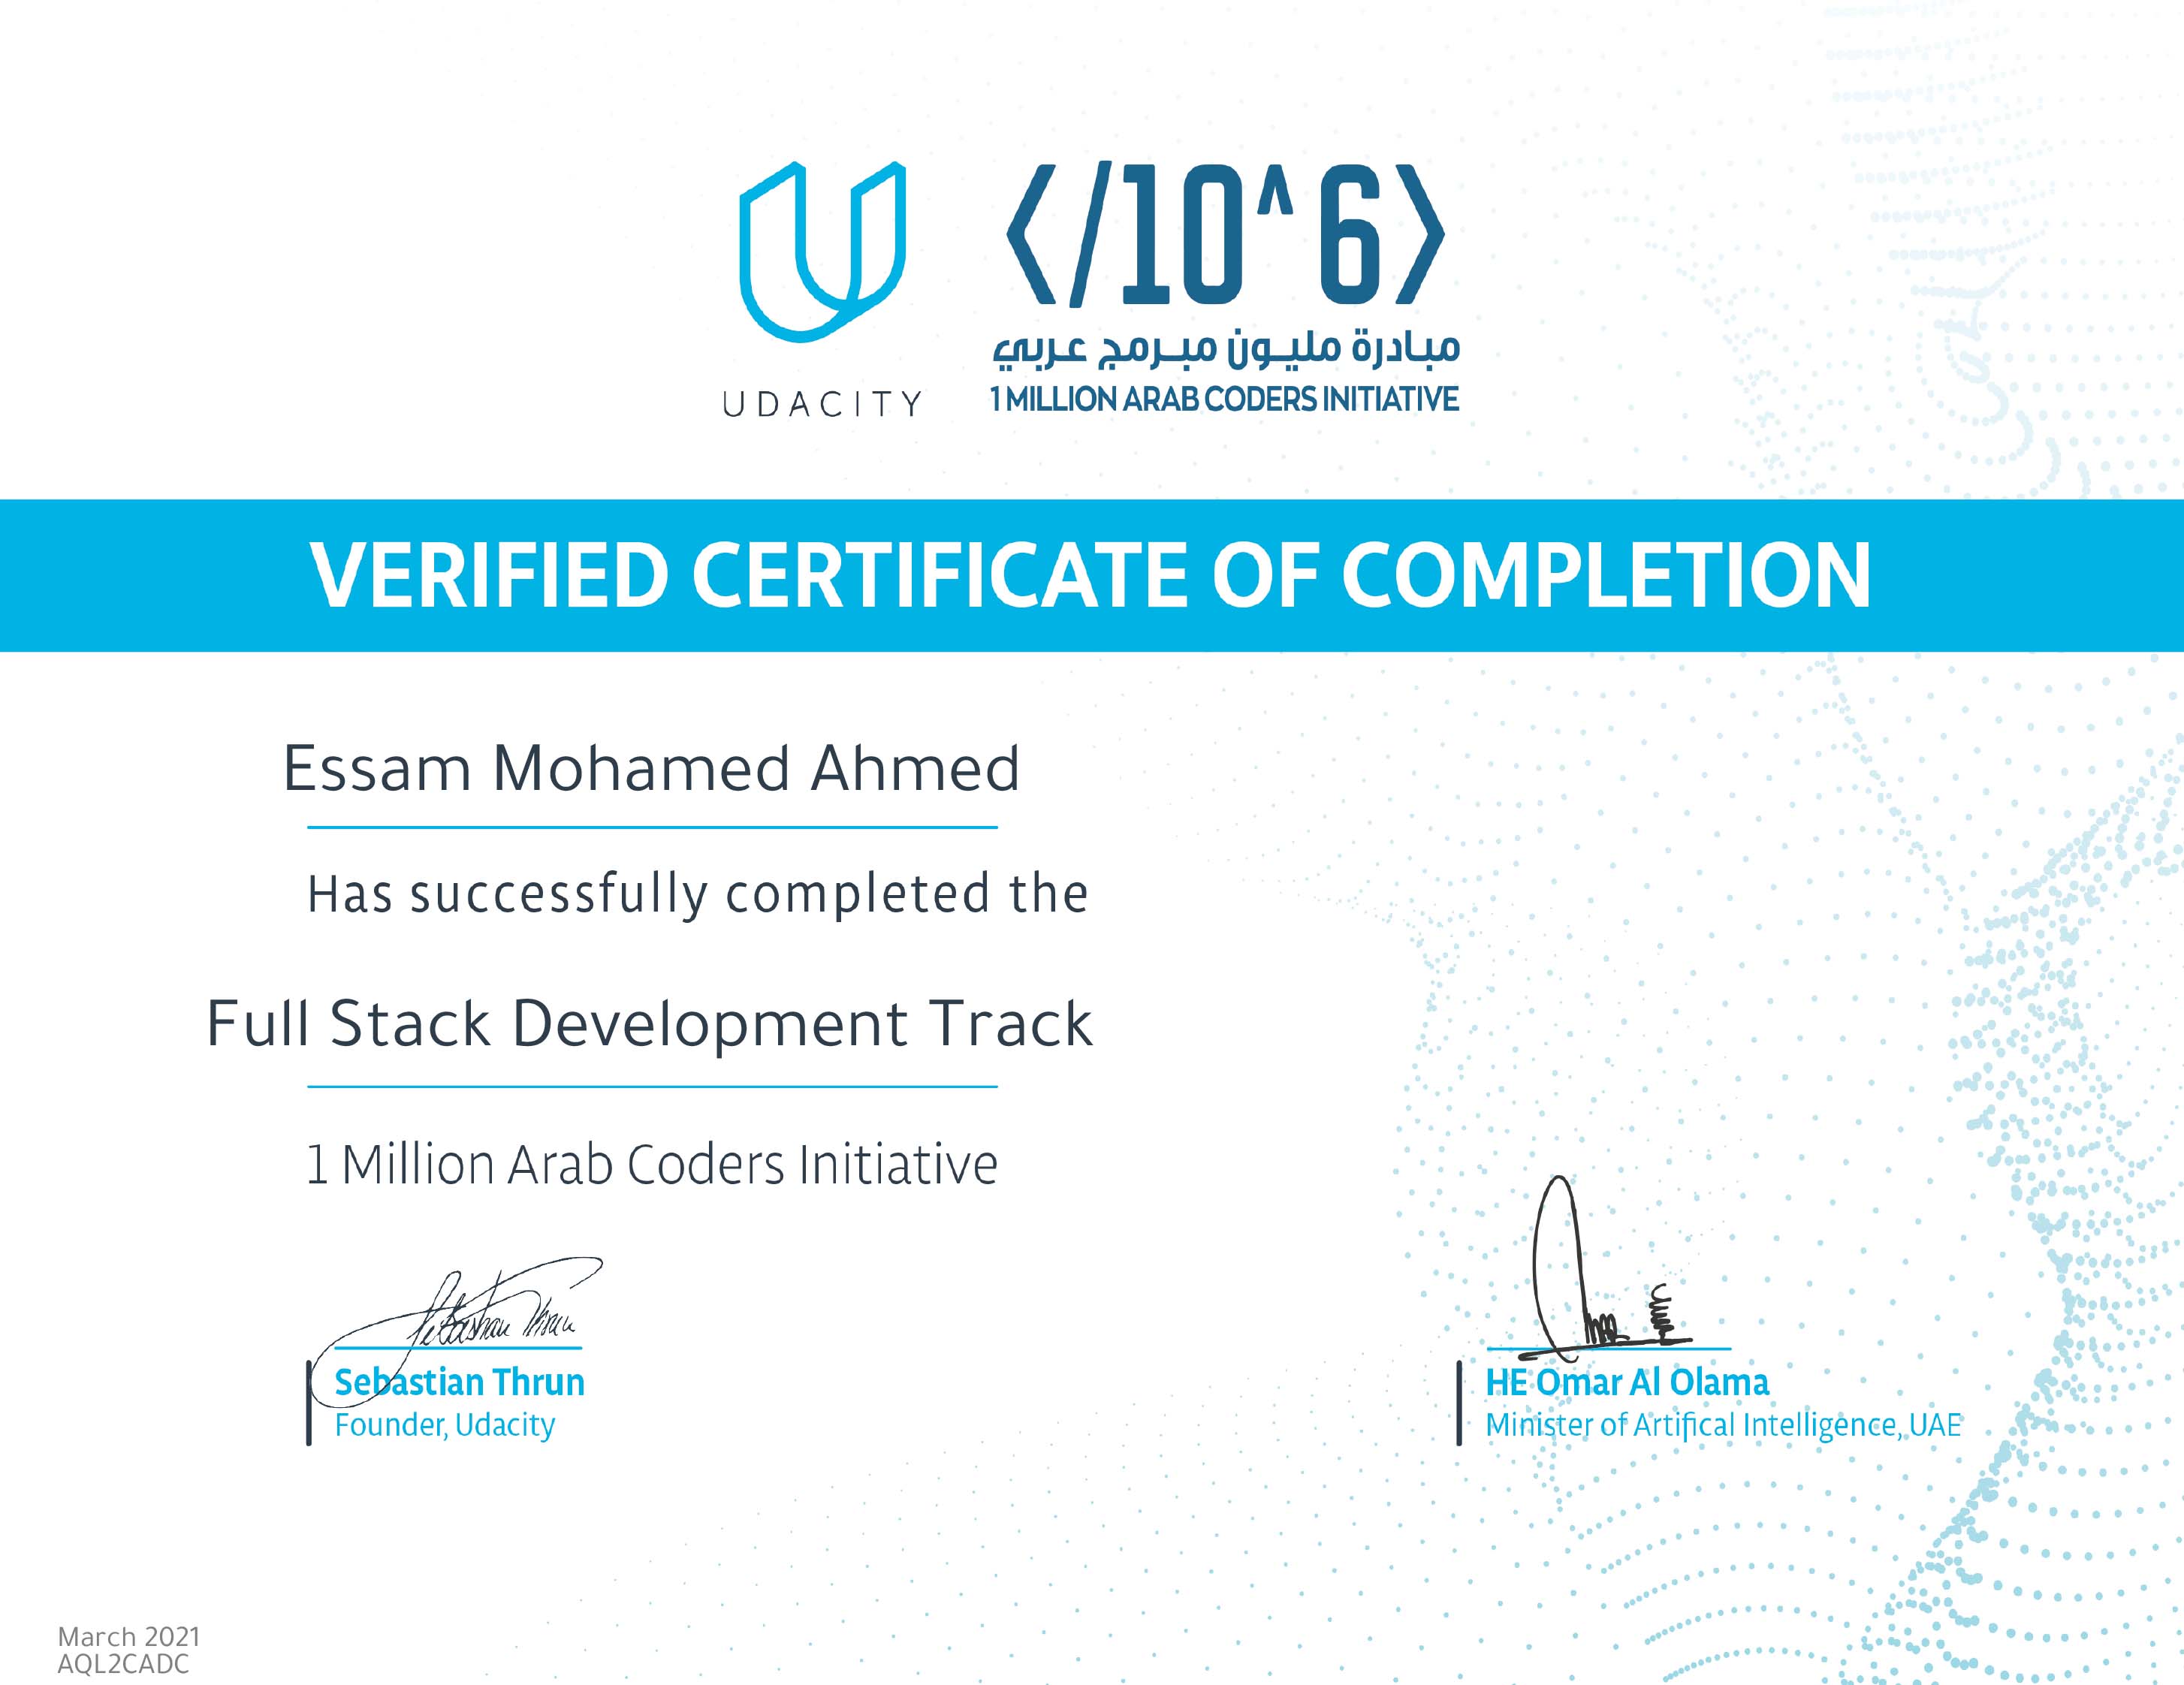 </10^6>
مبادرة مليون مبرمج عربي
UDACITY
1 MILLION ARAB CODERS INITIATIVE
VERIFIED CERTIFICATE OF COMPLETION
Essam Mohamed Ahmed
Has successfully completed the
Full Stack Development Track
1 Million Arab Coders Initiative
Sebastian Thrun
Sebastian Thrun
Founder, Udacity
HE Omar Al Olama
Minister of Artifical Intelligence, UAE
March 2021
AQL2CADC